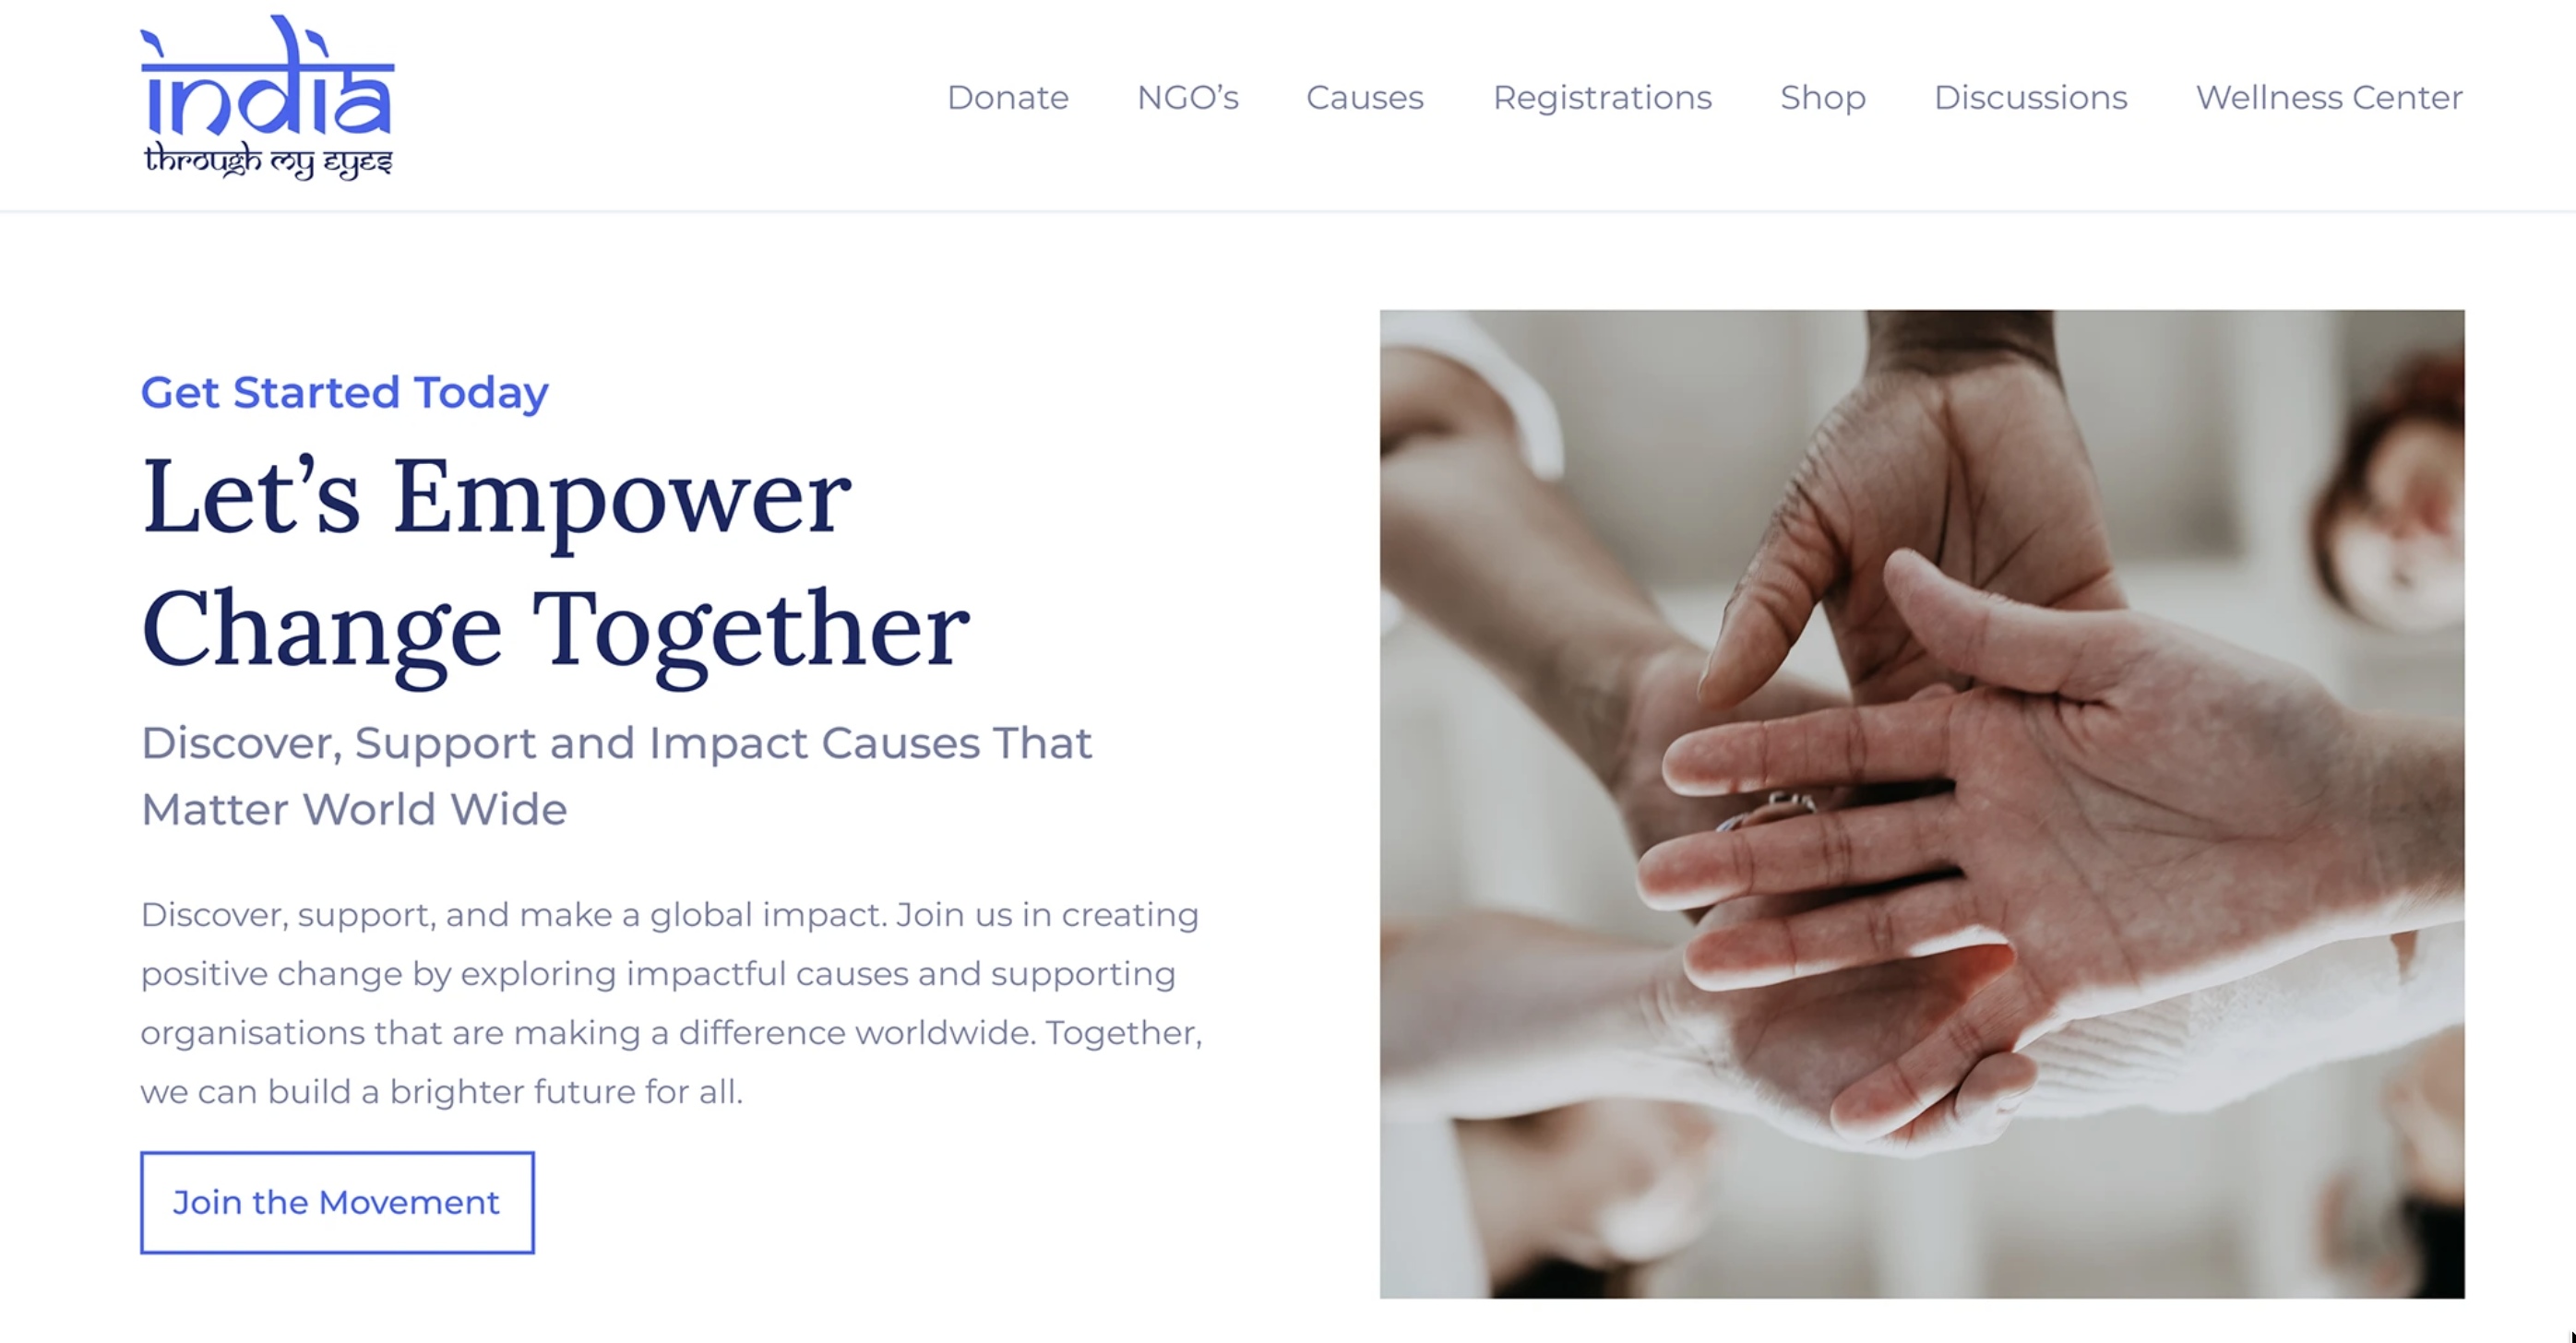 india
through my eyes
Donate NGO’s Causes Registrations Shop Discussions Wellness Center
Get Started Today
Let’s Empower
Change Together
Discover, Support and Impact Causes That
Matter World Wide
Discover, support, and make a global impact. Join us in creating
positive change by exploring impactful causes and supporting
organisations that are making a difference worldwide. Together,
we can build a brighter future for all.
Join the Movement